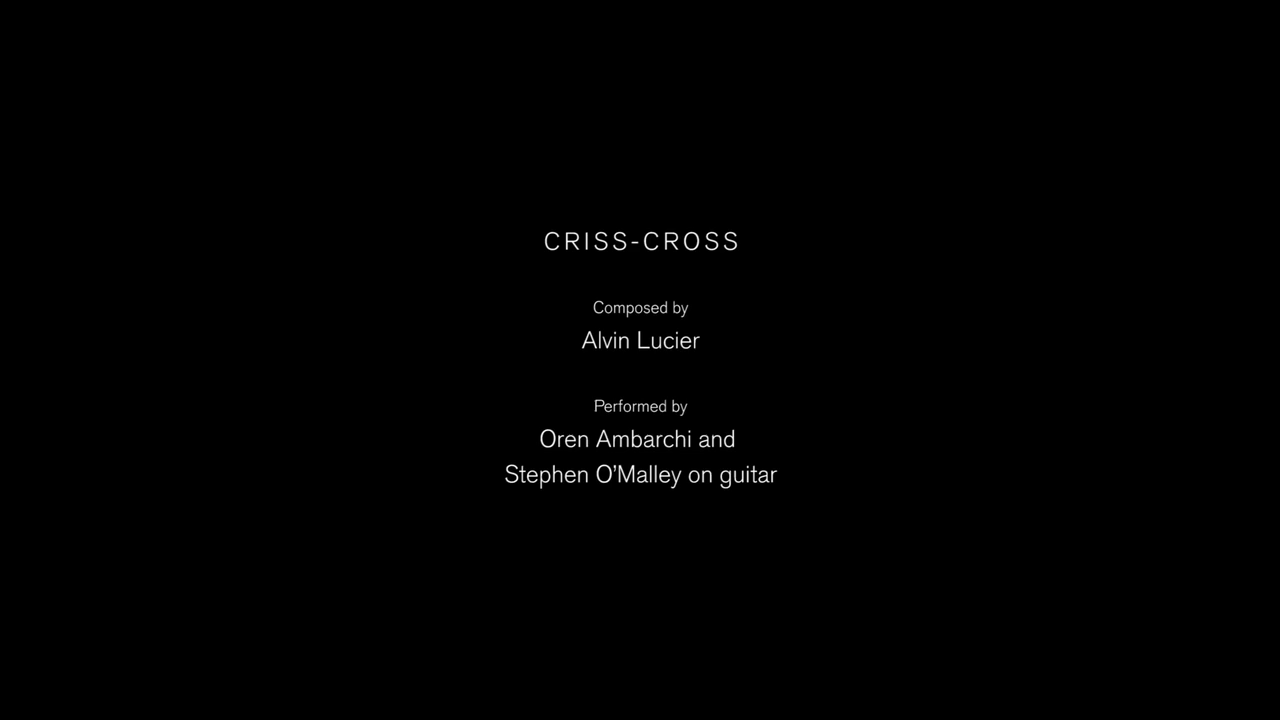 CRISS-CROSS
Composed by
Alvin Lucier
Performed by
Oren Ambarchi and
Stephen O’Malley on guitar